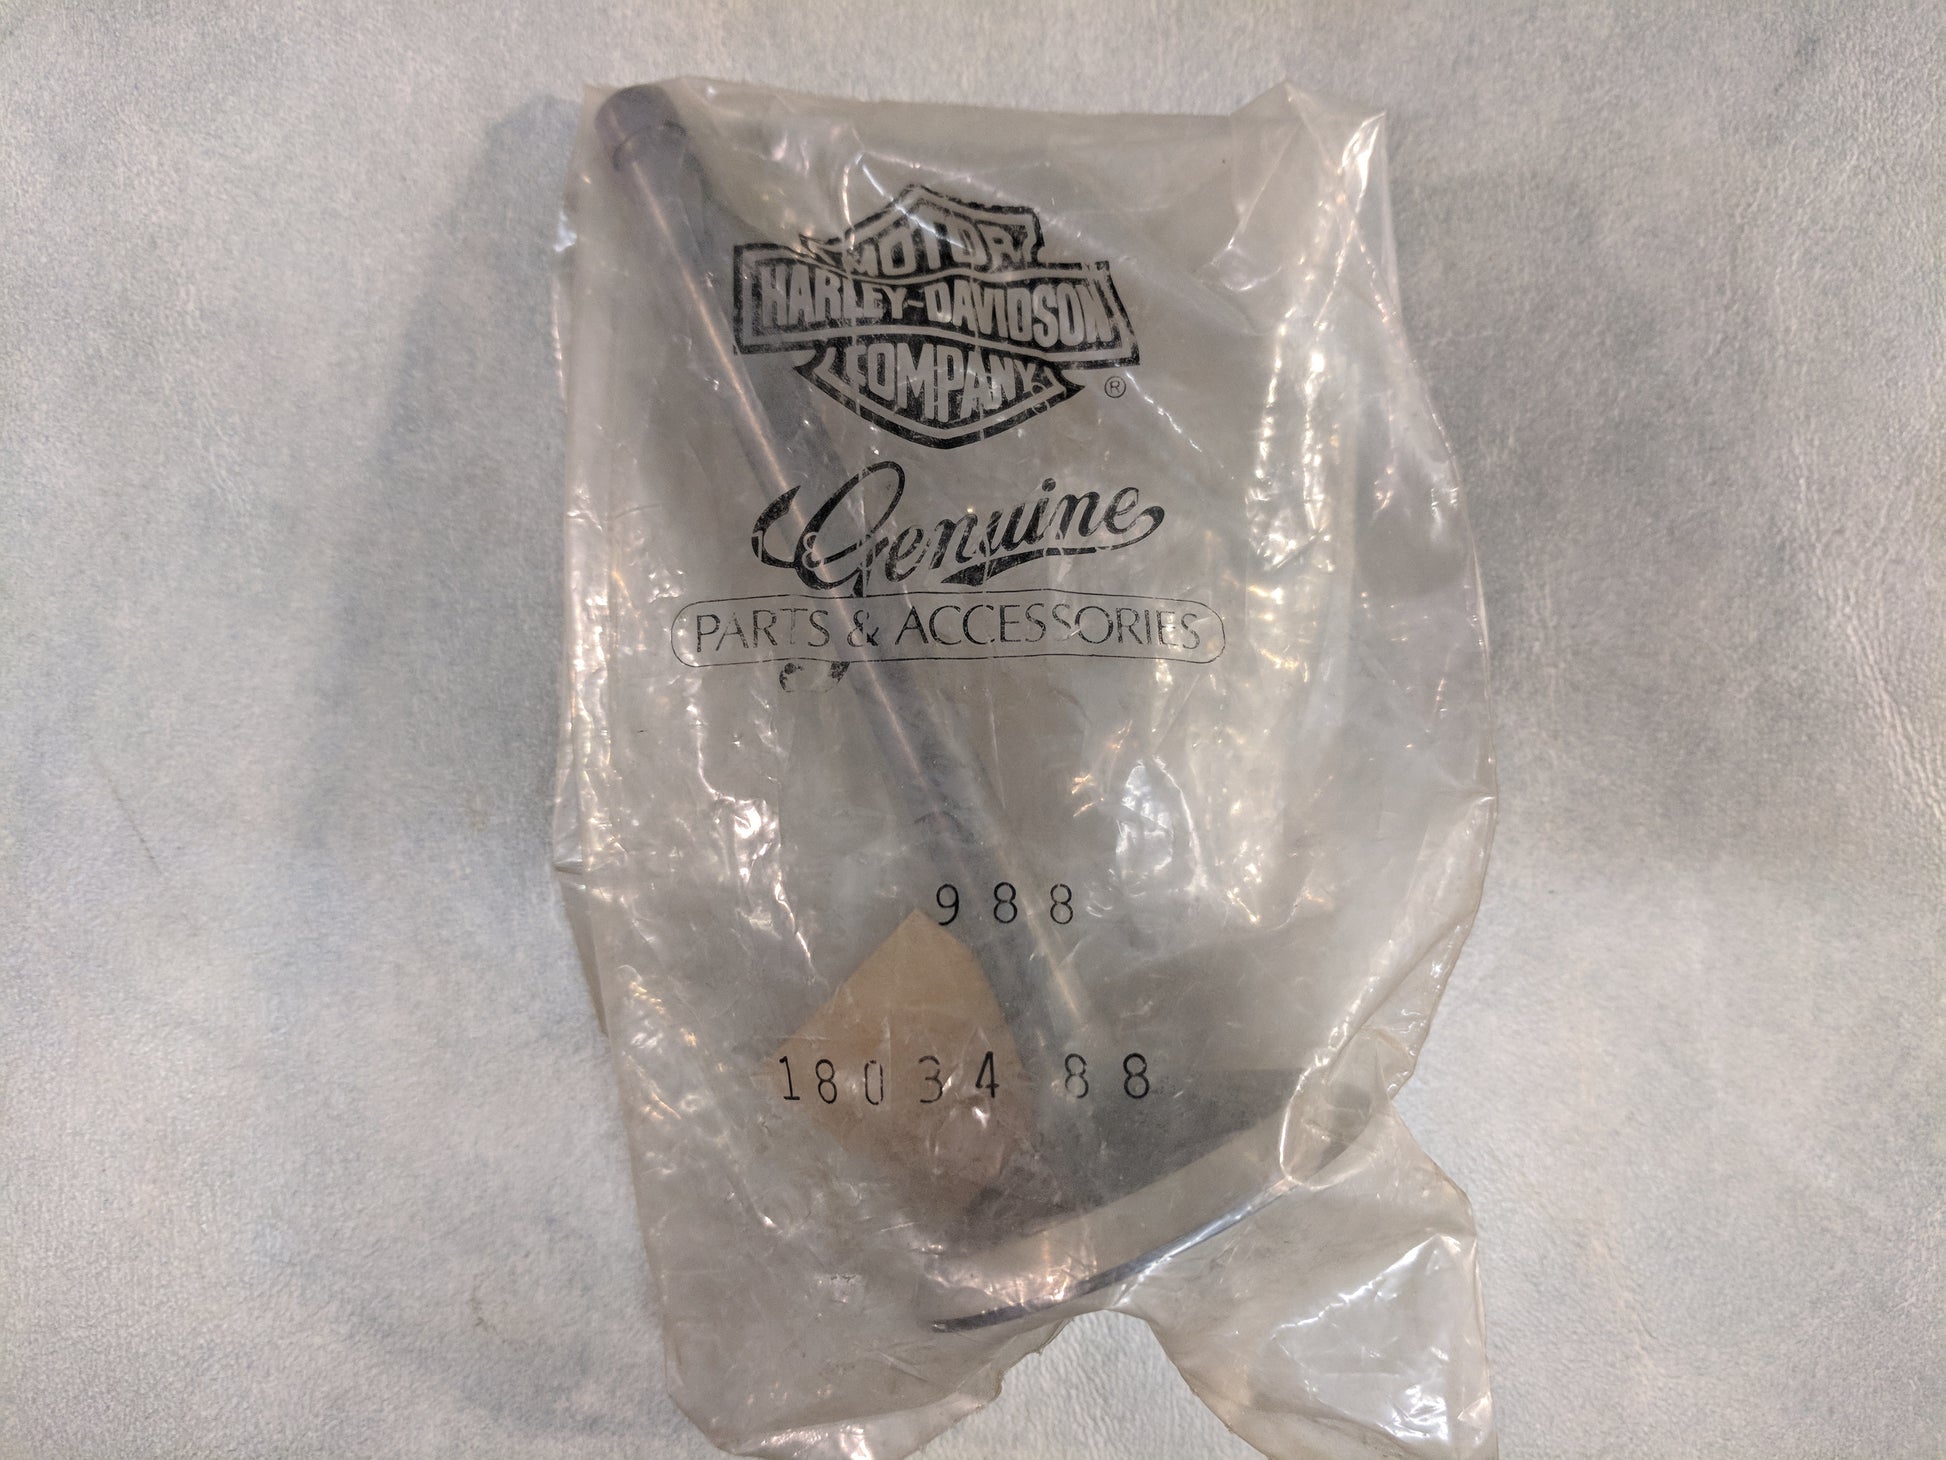 MOTOR
HARLEY-DAVIDSON
COMPANY
®
Genuine
PARTS & ACCESSORIES
988
18034 88